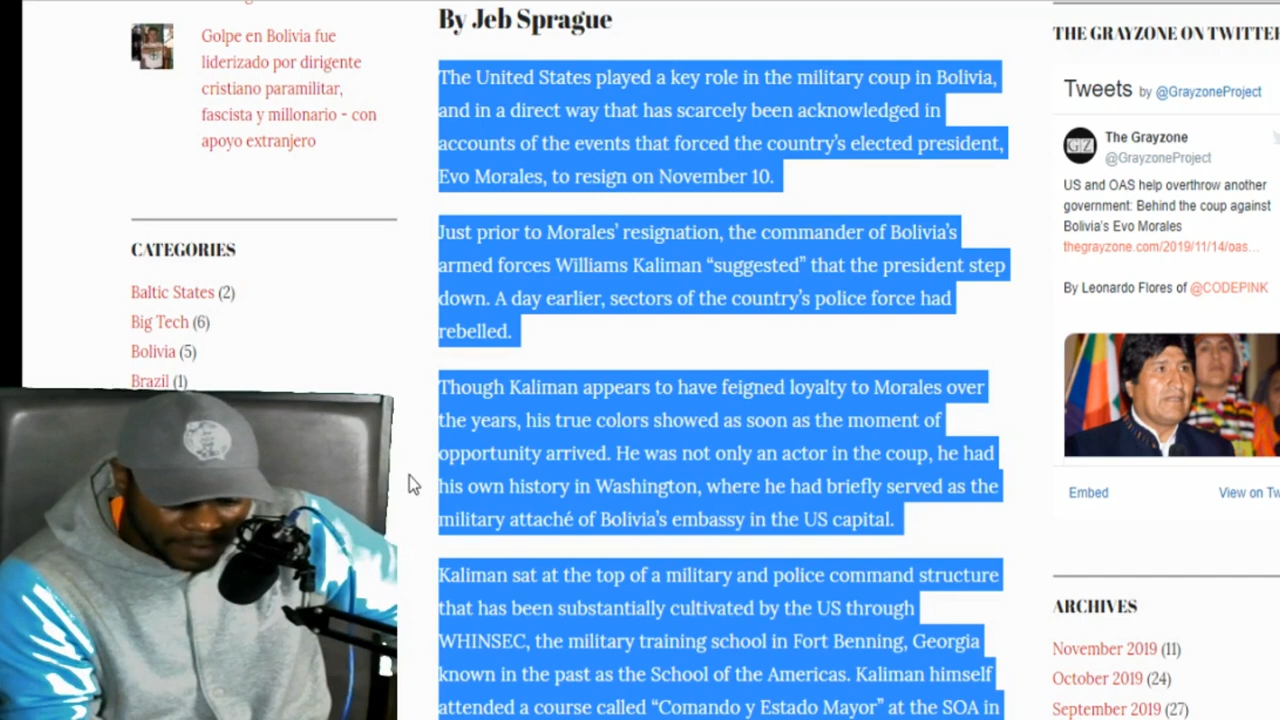 Golpe en Bolivia fue
liderizado por dirigente
cristiano paramilitar,
fascista y millonario - con
apoyo extranjero
CATEGORIES
Baltic States (2)
Big Tech (6)
Bolivia (5)
Brazil (1)
By Jeb Sprague
The United States played a key role in the military coup in Bolivia,
and in a direct way that has scarcely been acknowledged in
accounts of the events that forced the country’s elected president,
Evo Morales, to resign on November 10.
Just prior to Morales’ resignation, the commander of Bolivia’s
armed forces Williams Kaliman “suggested” that the president step
down. A day earlier, sectors of the country’s police force had
rebelled.
Though Kaliman appears to have feigned loyalty to Morales over
the years, his true colors showed as soon as the moment of
opportunity arrived. He was not only an actor in the coup, he had
his own history in Washington, where he had briefly served as the
military attaché of Bolivia’s embassy in the US capital.
Kaliman sat at the top of a military and police command structure
that has been substantially cultivated by the US through
WHINSEC, the military training school in Fort Benning, Georgia
known in the past as the School of the Americas. Kaliman himself
attended a course called “Comando y Estado Mayor” at the SOA in
THE GRAYZONE ON TWITTER
Tweets by @GrayzoneProject
GZ
The Grayzone
@GrayzoneProject
US and OAS help overthrow another
government: Behind the coup against
Bolivia's Evo Morales
thegrayzone.com/2019/11/14/oas…
By Leonardo Flores of @CODEPINK
Embed
View on Tw
ARCHIVES
November 2019 (11)
October 2019 (24)
September 2019 (27)